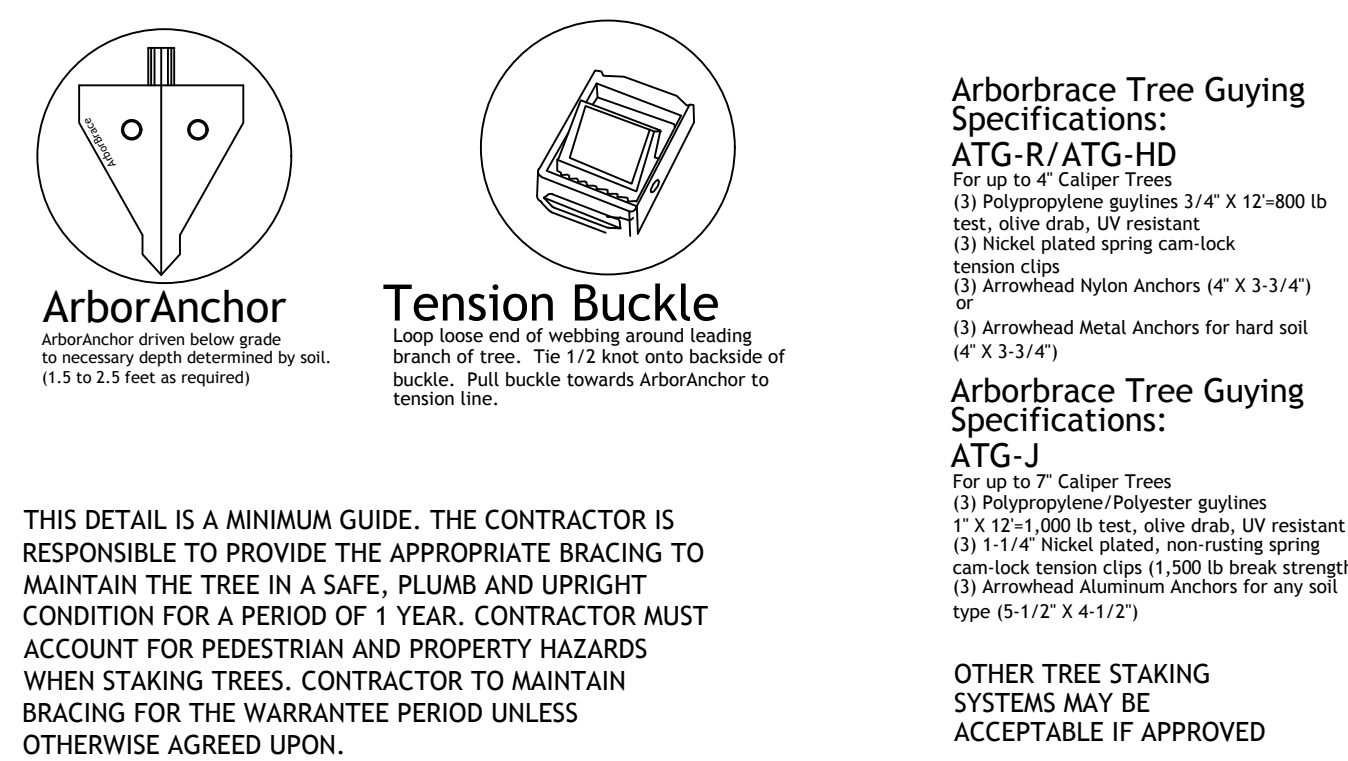 ArborBrace
ArborAnchor
ArborAnchor driven below grade
to necessary depth determined by soil.
(1.5 to 2.5 feet as required)
Tension Buckle
Loop loose end of webbing around leading
branch of tree. Tie 1/2 knot onto backside of
buckle. Pull buckle towards ArborAnchor to
tension line.
THIS DETAIL IS A MINIMUM GUIDE. THE CONTRACTOR IS
RESPONSIBLE TO PROVIDE THE APPROPRIATE BRACING TO
MAINTAIN THE TREE IN A SAFE, PLUMB AND UPRIGHT
CONDITION FOR A PERIOD OF 1 YEAR. CONTRACTOR MUST
ACCOUNT FOR PEDESTRIAN AND PROPERTY HAZARDS
WHEN STAKING TREES. CONTRACTOR TO MAINTAIN
BRACING FOR THE WARRANTEE PERIOD UNLESS
OTHERWISE AGREED UPON.
Arborbrace Tree Guying
Specifications:
ATG-R/ATG-HD
For up to 4" Caliper Trees
(3) Polypropylene guylines 3/4" X 12'=800 lb
test, olive drab, UV resistant
(3) Nickel plated spring cam-lock
tension clips
(3) Arrowhead Nylon Anchors (4" X 3-3/4")
or
(3) Arrowhead Metal Anchors for hard soil
(4" X 3-3/4")
Arborbrace Tree Guying
Specifications:
ATG-J
For up to 7" Caliper Trees
(3) Polypropylene/Polyester guylines
1" X 12'=1,000 lb test, olive drab, UV resistant
(3) 1-1/4" Nickel plated, non-rusting spring
cam-lock tension clips (1,500 lb break strength
(3) Arrowhead Aluminum Anchors for any soil
type (5-1/2" X 4-1/2")
OTHER TREE STAKING
SYSTEMS MAY BE
ACCEPTABLE IF APPROVED